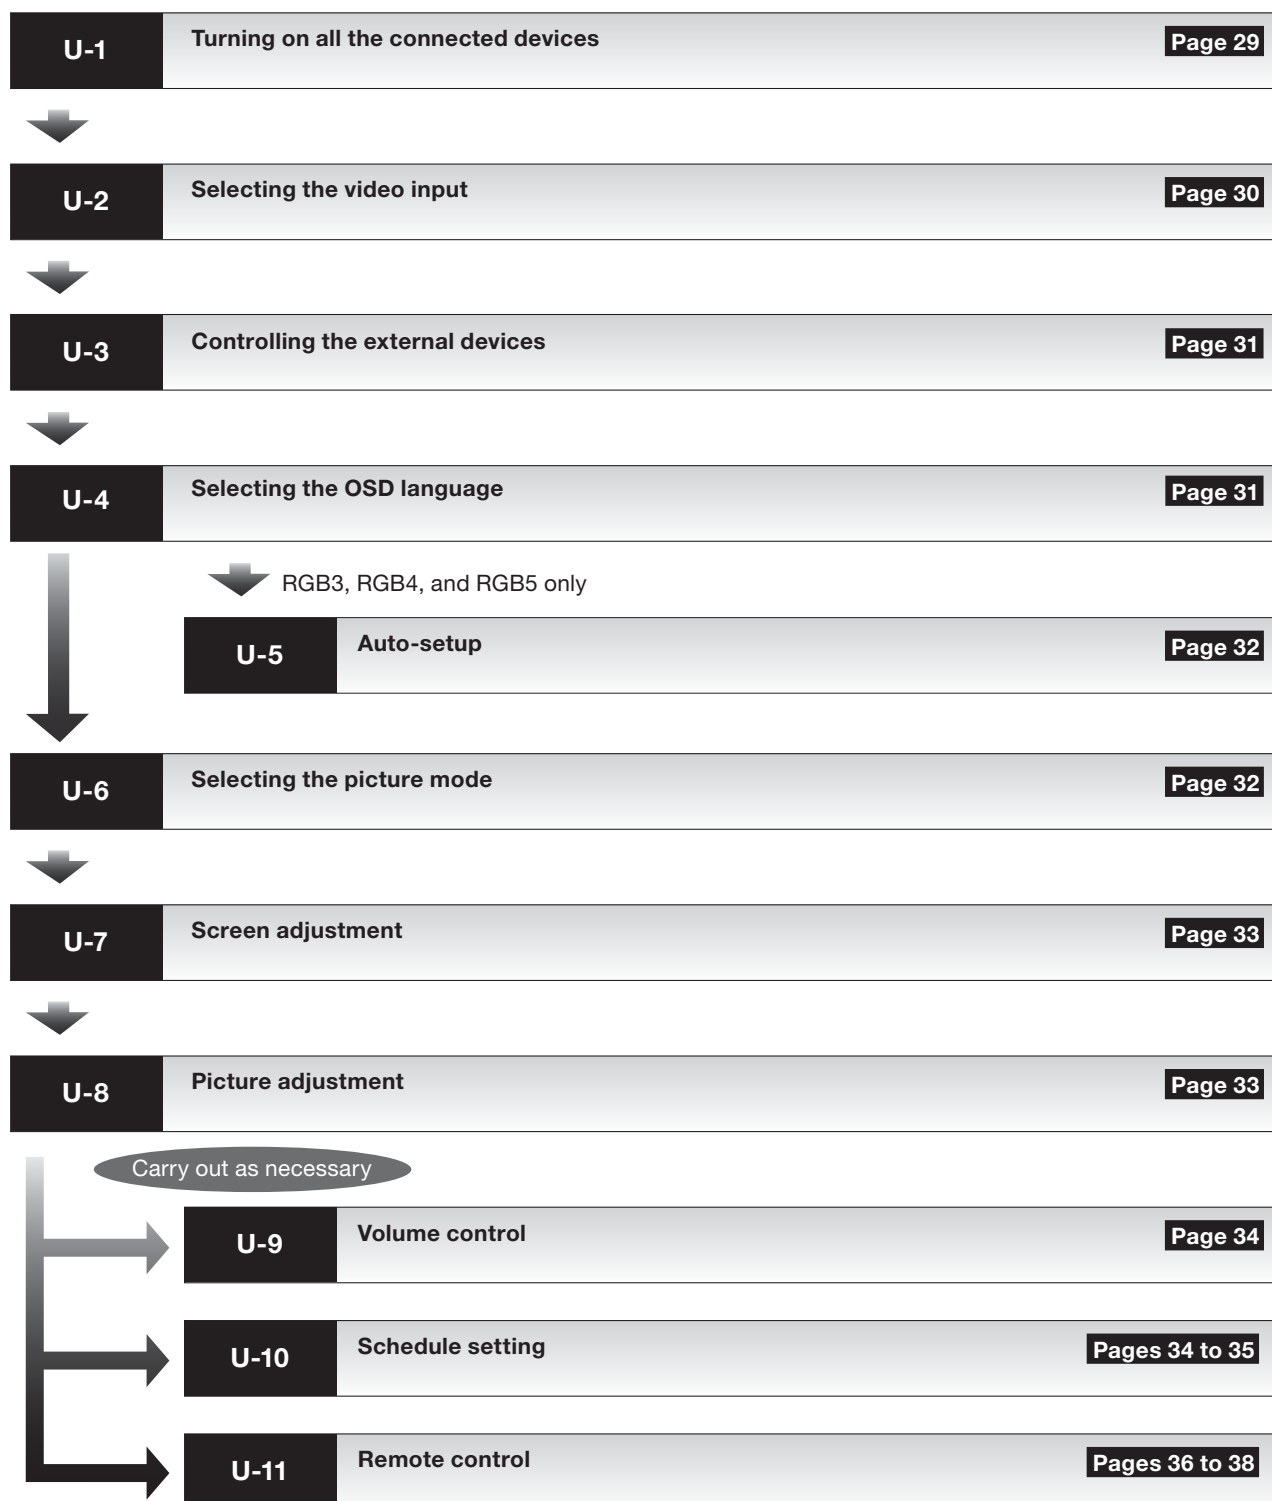 U-1 Turning on all the connected devices Page 29
U-2 Selecting the video input Page 30
U-3 Controlling the external devices Page 31
U-4 Selecting the OSD language Page 31
RGB3, RGB4, and RGB5 only
U-5 Auto-setup Page 32
U-6 Selecting the picture mode Page 32
U-7 Screen adjustment Page 33
U-8 Picture adjustment Page 33
Carry out as necessary
U-9 Volume control Page 34
U-10 Schedule setting Pages 34 to 35
U-11 Remote control Pages 36 to 38